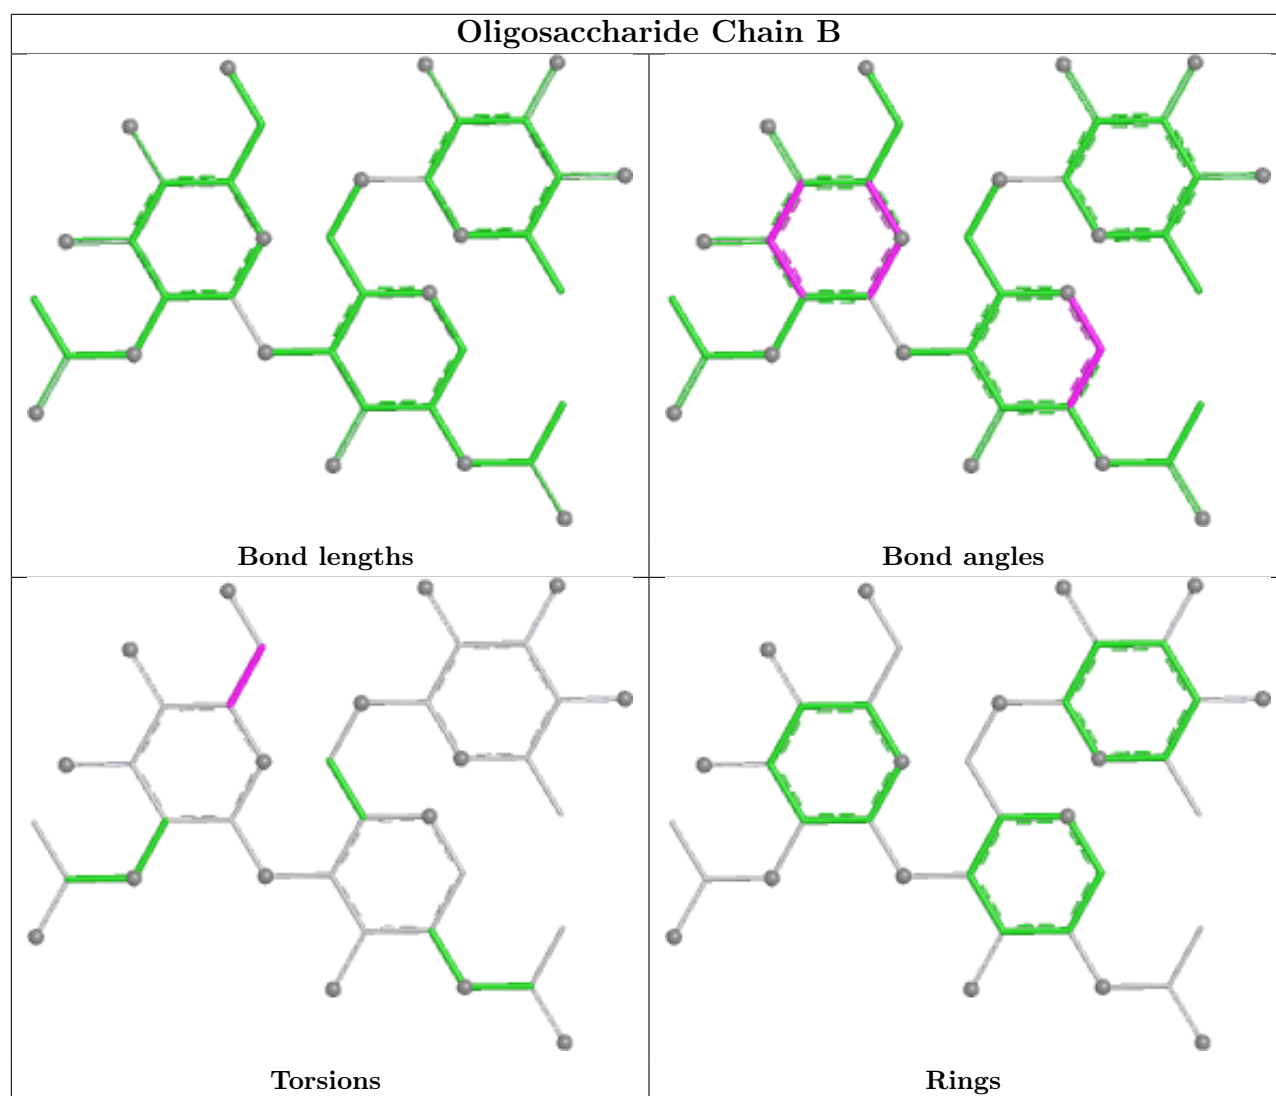 Oligosaccharide Chain B
Bond lengths
Bond angles
Torsions
Rings